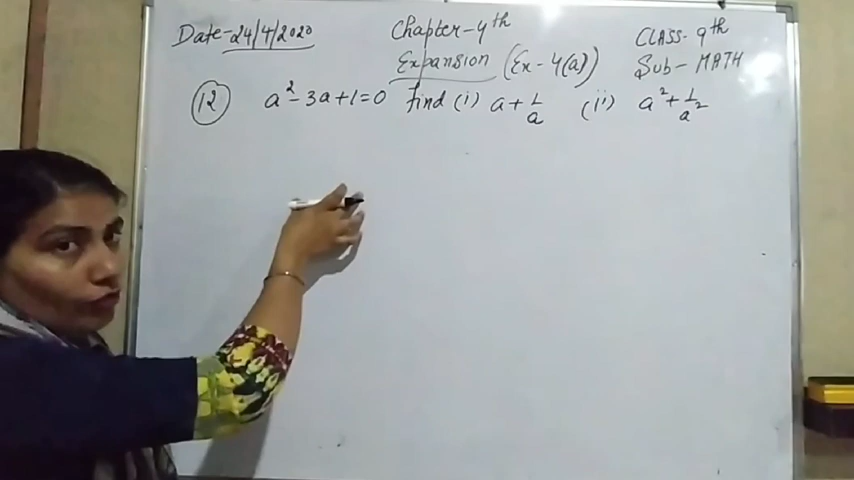 Date-24/4/2020 Chapter-4th CLASS-9th
Expansion (Ex-4(a)) Sub-MATH
(12) a²-3a+1=0 find (i) a+1/a (ii) a²+1/a²